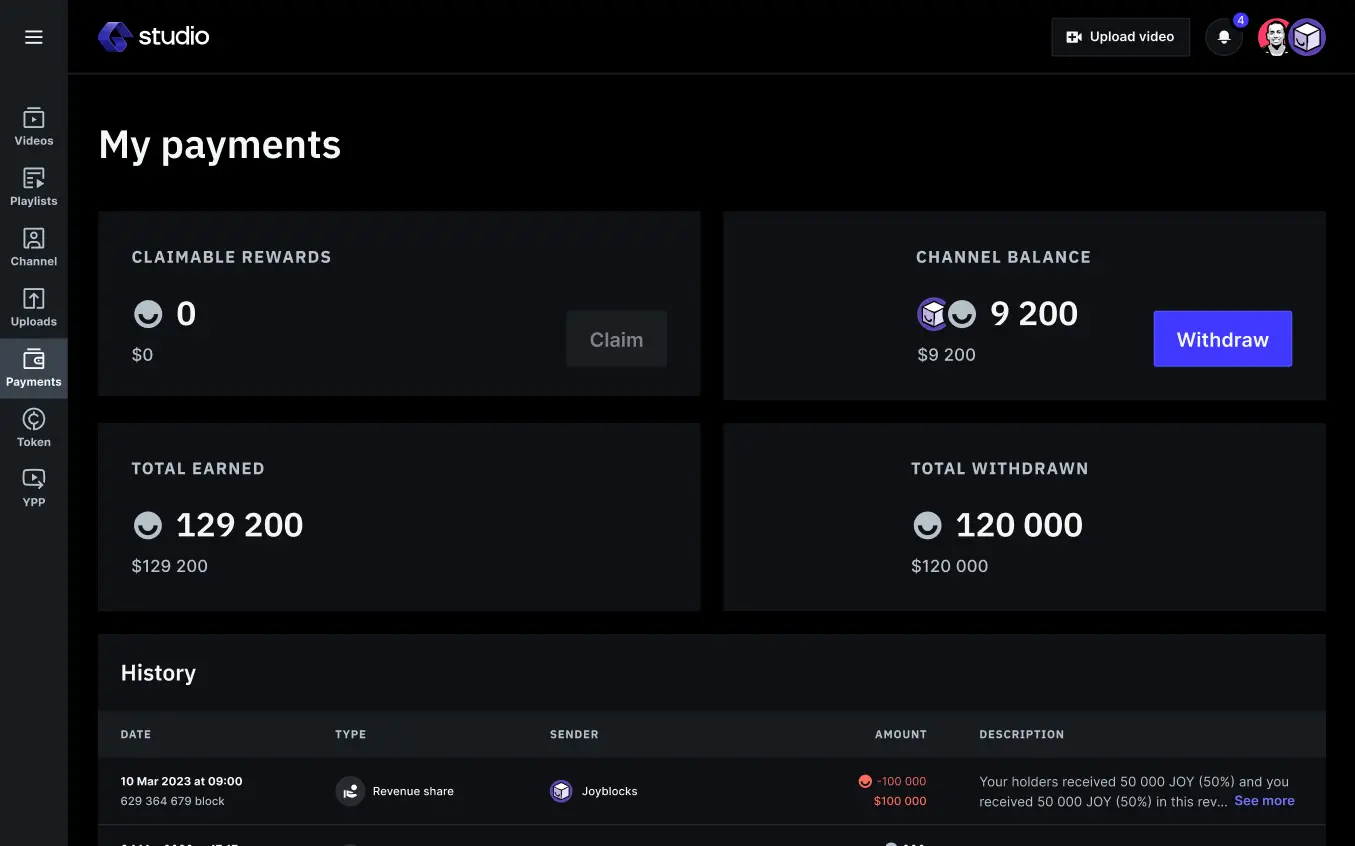 studio
Upload video
4
Videos
Playlists
Channel
Uploads
Payments
Token
YPP
My payments
CLAIMABLE REWARDS
0
$0
Claim
CHANNEL BALANCE
9 200
$9 200
Withdraw
TOTAL EARNED
129 200
$129 200
TOTAL WITHDRAWN
120 000
$120 000
History
DATE TYPE SENDER AMOUNT DESCRIPTION
10 Mar 2023 at 09:00
629 364 679 block
Revenue share
Joyblocks
-100 000
$100 000
Your holders received 50 000 JOY (50%) and you
received 50 000 JOY (50%) in this rev... See more